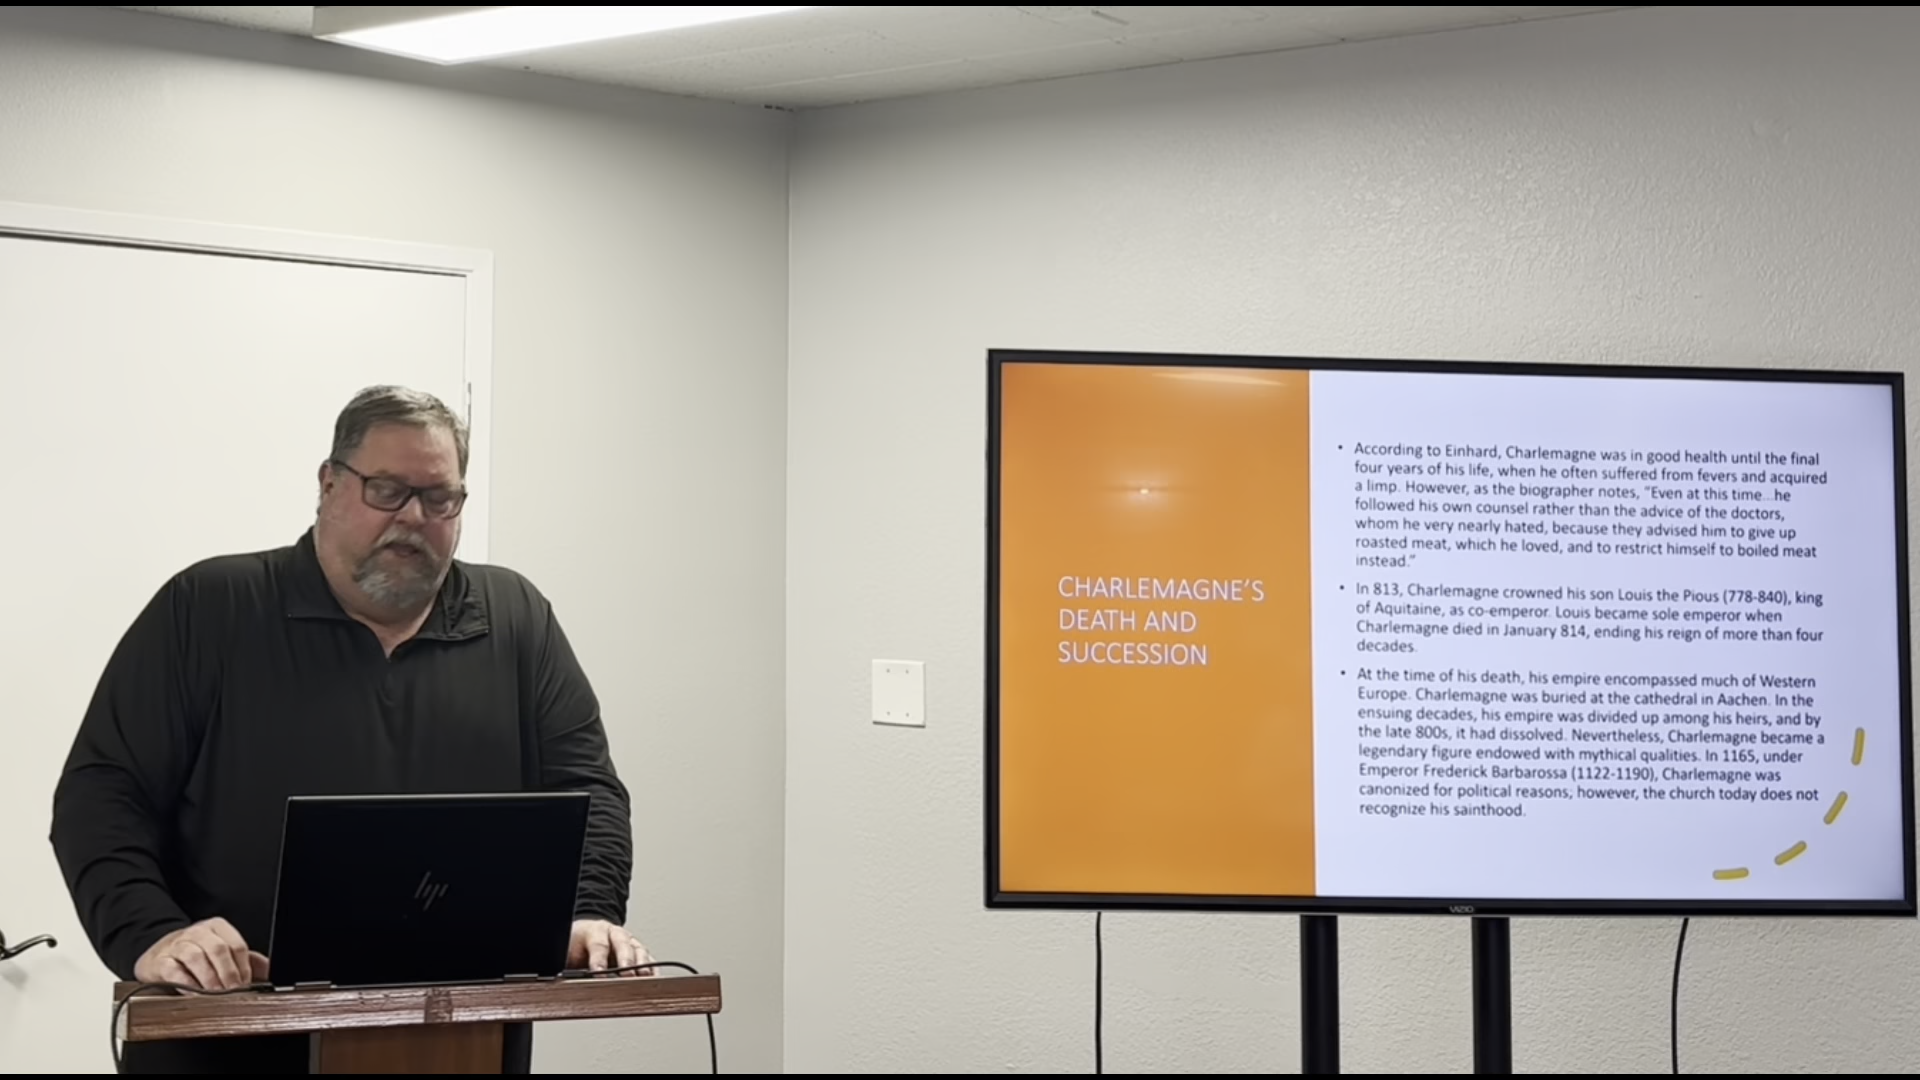 CHARLEMAGNE'S
DEATH AND
SUCCESSION
• According to Einhard, Charlemagne was in good health until the final
four years of his life, when he often suffered from fevers and acquired
a limp. However, as the biographer notes, "Even at this time...he
followed his own counsel rather than the advice of the doctors,
whom he very nearly hated, because they advised him to give up
roasted meat, which he loved, and to restrict himself to boiled meat
instead."
• In 813, Charlemagne crowned his son Louis the Pious (778-840), king
of Aquitaine, as co-emperor. Louis became sole emperor when
Charlemagne died in January 814, ending his reign of more than four
decades.
• At the time of his death, his empire encompassed much of Western
Europe. Charlemagne was buried at the cathedral in Aachen. In the
ensuing decades, his empire was divided up among his heirs, and by
the late 800s, it had dissolved. Nevertheless, Charlemagne became a
legendary figure endowed with mythical qualities. In 1165, under
Emperor Frederick Barbarossa (1122-1190), Charlemagne was
canonized for political reasons; however, the church today does not
recognize his sainthood.
VIZIO
hp